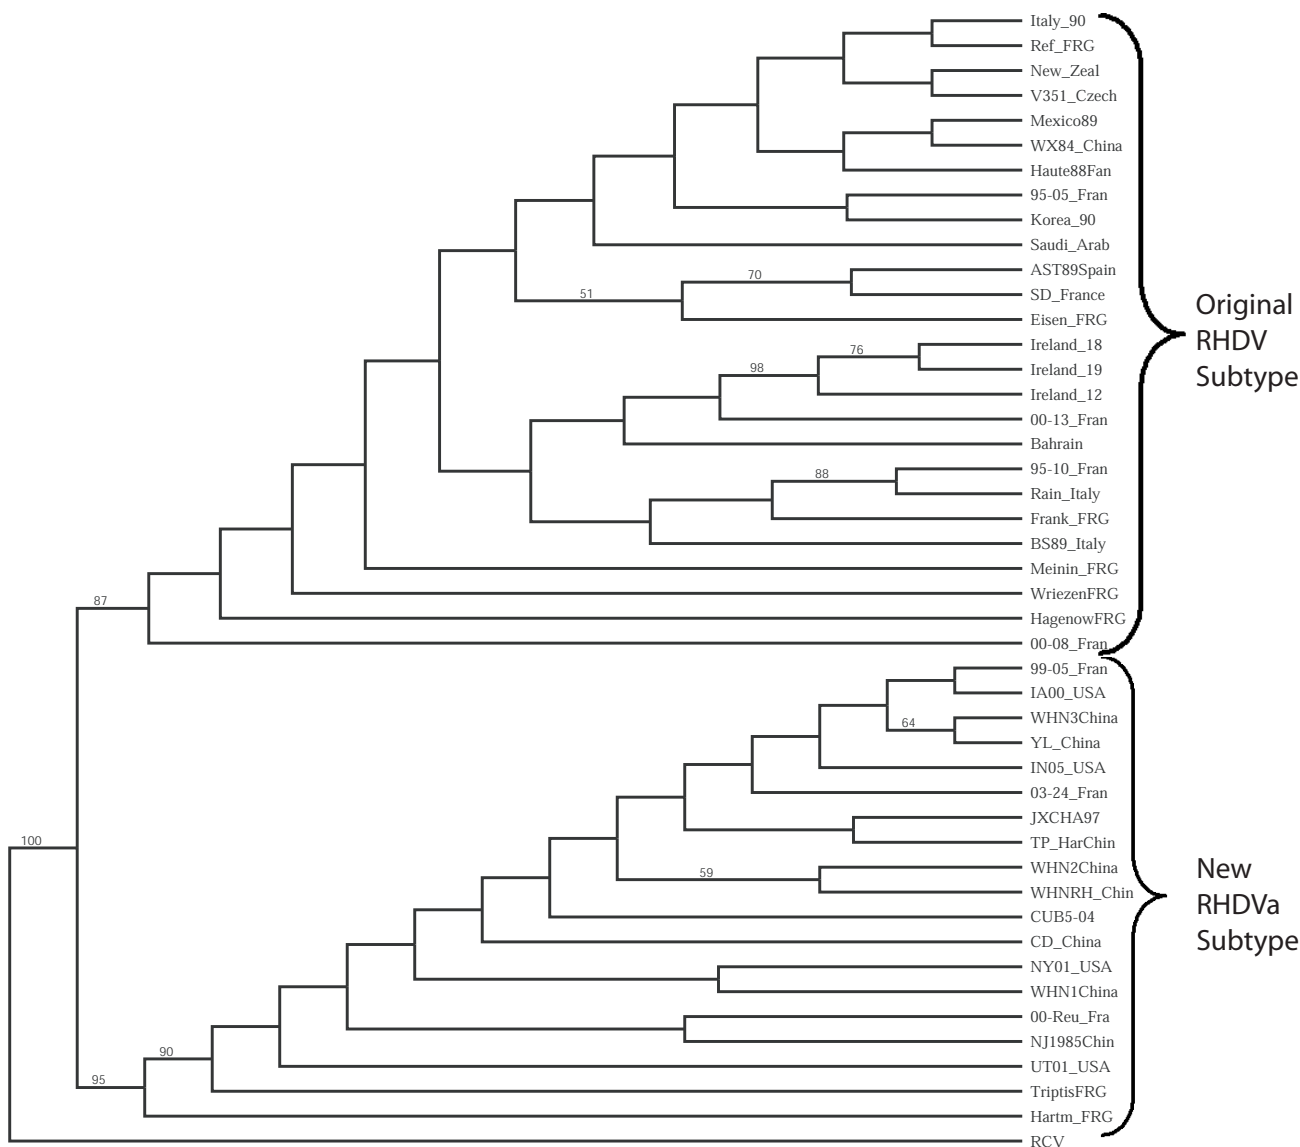 Italy_90
Ref_FRG
New_Zeal
V351_Czech
Mexico89
WX84_China
Haute88Fan
95-05_Fran
Korea_90
Saudi_Arab
AST89Spain
70
SD_France
51
Eisen_FRG
Original
RHDV
Subtype
Ireland_18
76
Ireland_19
98
Ireland_12
00-13_Fran
Bahrain
95-10_Fran
88
Rain_Italy
Frank_FRG
BS89_Italy
Meinin_FRG
WriezenFRG
87
HagenowFRG
00-08_Fran
99-05_Fran
IA00_USA
WHN3China
64
YL_China
IN05_USA
03-24_Fran
JXCHA97
100
TP_HarChin
WHN2China
59
WHNRH_Chin
New
RHDVa
Subtype
CUB5-04
CD_China
NY01_USA
WHN1China
00-Reu_Fra
NJ1985Chin
90
UT01_USA
95
TriptisFRG
Hartm_FRG
RCV